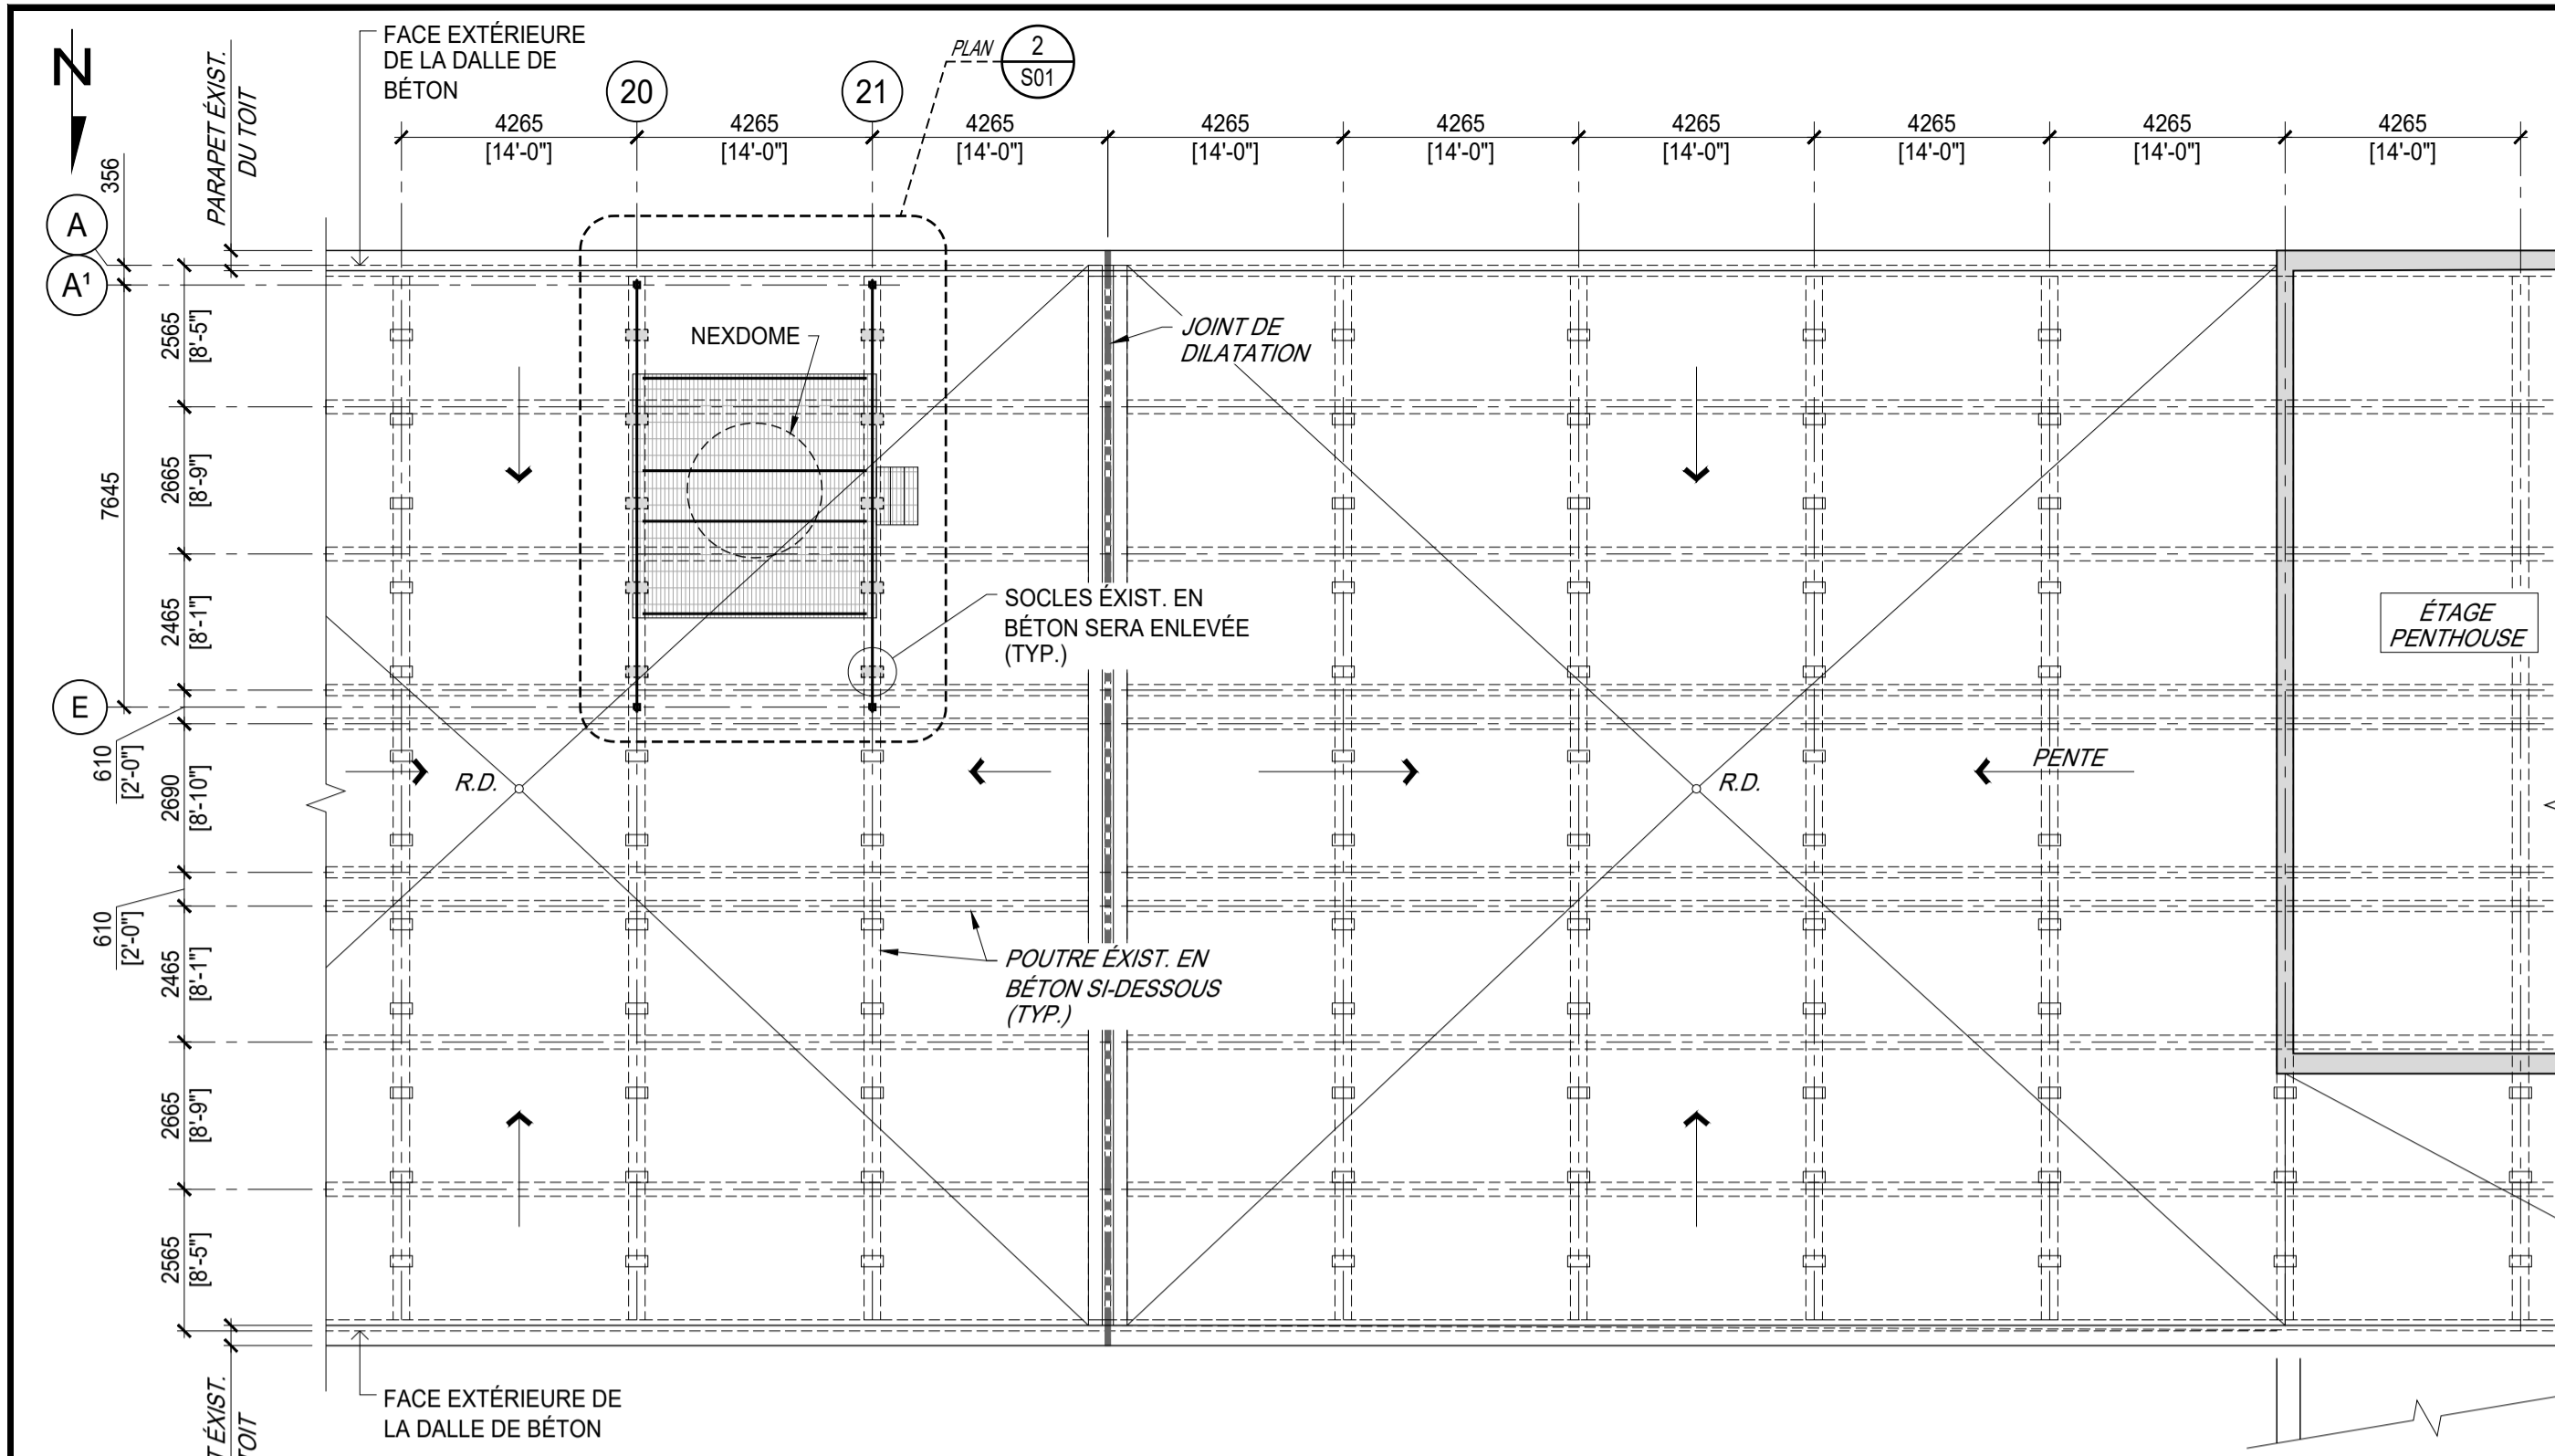 N
PARAPET ÉXIST.
DU TOIT
FACE EXTÉRIEURE
DE LA DALLE DE
BÉTON
20
21
PLAN
2
S01
4265
[14'-0"]
4265
[14'-0"]
4265
[14'-0"]
4265
[14'-0"]
4265
[14'-0"]
4265
[14'-0"]
4265
[14'-0"]
4265
[14'-0"]
4265
[14'-0"]
356
A
A¹
7645
E
2565
[8'-5"]
2665
[8'-9"]
2465
[8'-1"]
610
[2'-0"]
2690
[8'-10"]
610
[2'-0"]
2465
[8'-1"]
2665
[8'-9"]
2565
[8'-5"]
NEXDOME
JOINT DE
DILATATION
SOCLES ÉXIST. EN
BÉTON SERA ENLEVÉE
(TYP.)
ÉTAGE
PENTHOUSE
R.D.
R.D.
PENTE
POUTRE ÉXIST. EN
BÉTON SI-DESSOUS
(TYP.)
FACE EXTÉRIEURE DE
LA DALLE DE BÉTON
T ÉXIST.
TOIT